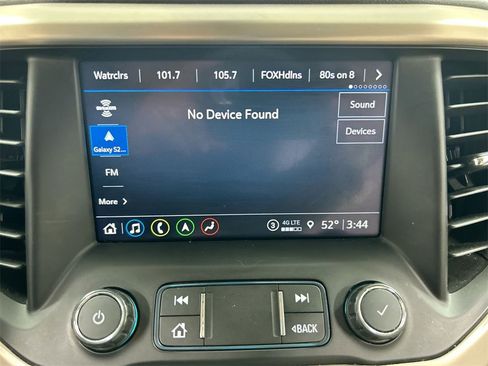 Watrclrs 101.7 105.7 FOXHdlns 80s on 8
Sound
No Device Found
Devices
Galaxy S2...
FM
More
3 4G LTE 52° 3:44
BACK